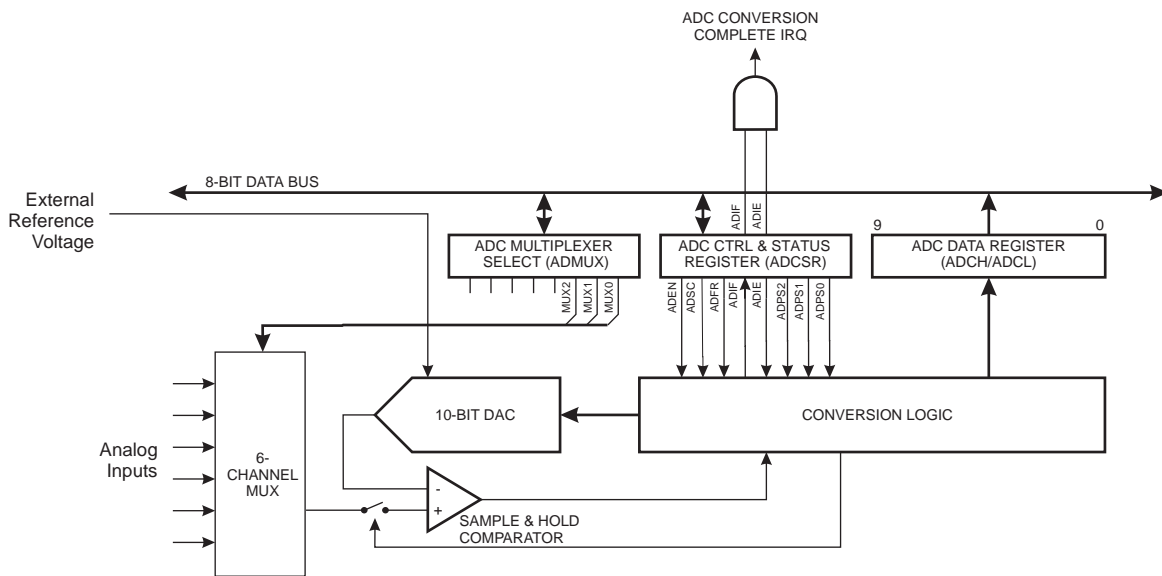 ADC CONVERSION
COMPLETE IRQ
8-BIT DATA BUS
External
Reference
Voltage
ADIF
ADIE
9
0
ADC MULTIPLEXER
SELECT (ADMUX)
ADC CTRL & STATUS
REGISTER (ADCSR)
ADC DATA REGISTER
(ADCH/ADCL)
MUX2
MUX1
MUX0
ADEN
ADSC
ADFR
ADIF
ADIE
ADPS2
ADPS1
ADPS0
10-BIT DAC
CONVERSION LOGIC
Analog
Inputs
6-
CHANNEL
MUX
-
+
SAMPLE & HOLD
COMPARATOR